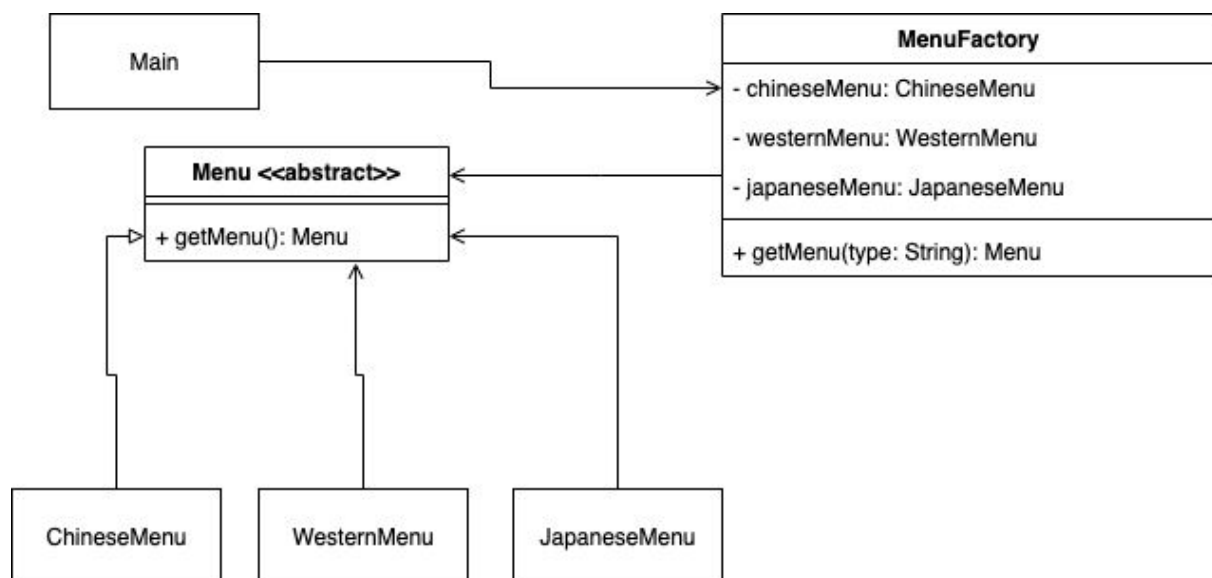 Main
MenuFactory
- chineseMenu: ChineseMenu
- westernMenu: WesternMenu
- japaneseMenu: JapaneseMenu
+ getMenu(type: String): Menu
Menu <<abstract>>
+ getMenu(): Menu
ChineseMenu
WesternMenu
JapaneseMenu